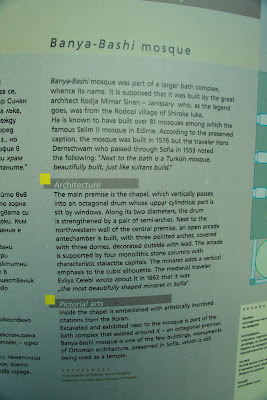 Banya-Bashi mosque
Banya-Bashi mosque was part of a larger bath complex,
whence its name. It is supposed that it was built by the great
architect Kodja Mimar Sinan - Janissary who, as the legend
goes, was from the Rodopi village of Shiroka luka.
He is known to have built over 81 mosques among which the
famous Selim II mosque in Edirne. According to the preserved
caption, the mosque was built in 1576 but the traveler Hans
Dernschwam who passed through Sofia in 1553 noted
the following: "Next to the bath is a Turkish mosque,
beautifully built, just like sultans build."
Architecture
The main premise is the chapel, which vertically passes
into an octagonal drum whose upper cylindrical part is
slit by windows. Along its two diameters, the drum
is strengthened by a pair of semi-arches. Next to the
northwestern wall of the central premise, an open arcade
antechamber is built, with three pointed arches, covered
with three domes, decorated outside with lead. The arcade
is supported by four monolithic stone columns with
characteristic stalactite capitals. The minaret adds a vertical
emphasis to the cubic silhouette. The medieval traveler
Evliya Celebi wrote about it in 1662 that it was
„the most beautifully shaped minaret in Sofia".
Pictorial arts
Inside the chapel is embellished with artistically inscribed
citations from the Koran.
Excavated and exhibited next to the mosque is part of the
bath complex that existed around it - an octagonal premise.
Banya-Bashi mosque is one of the few buildings, monuments
of Ottoman architecture, preserved in Sofia, which is still
being used as a temple.